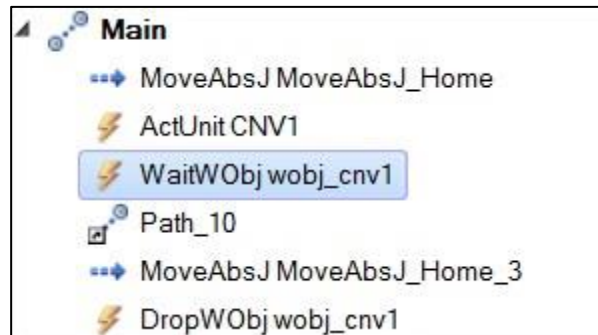 Main
MoveAbsJ MoveAbsJ_Home
ActUnit CNV1
WaitWObj wobj_cnv1
Path_10
MoveAbsJ MoveAbsJ_Home_3
DropWObj wobj_cnv1